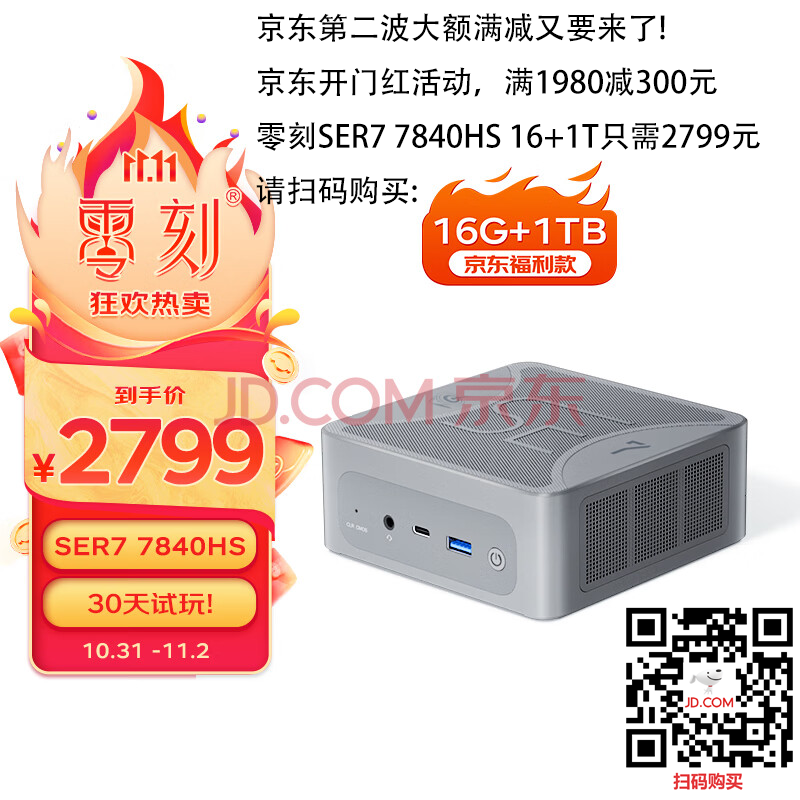 京东第二波大额满减又要来了!
京东开门红活动，满1980减300元
零刻SER7 7840HS 16+1T只需2799元
请扫码购买:
11.11
零刻®
狂欢热卖
16G+1TB
京东福利款
到手价
¥2799
JD.COM 京东
SER7 7840HS
30天试玩!
10.31 -11.2
CLR CMOS
7
JD.COM
扫码购买